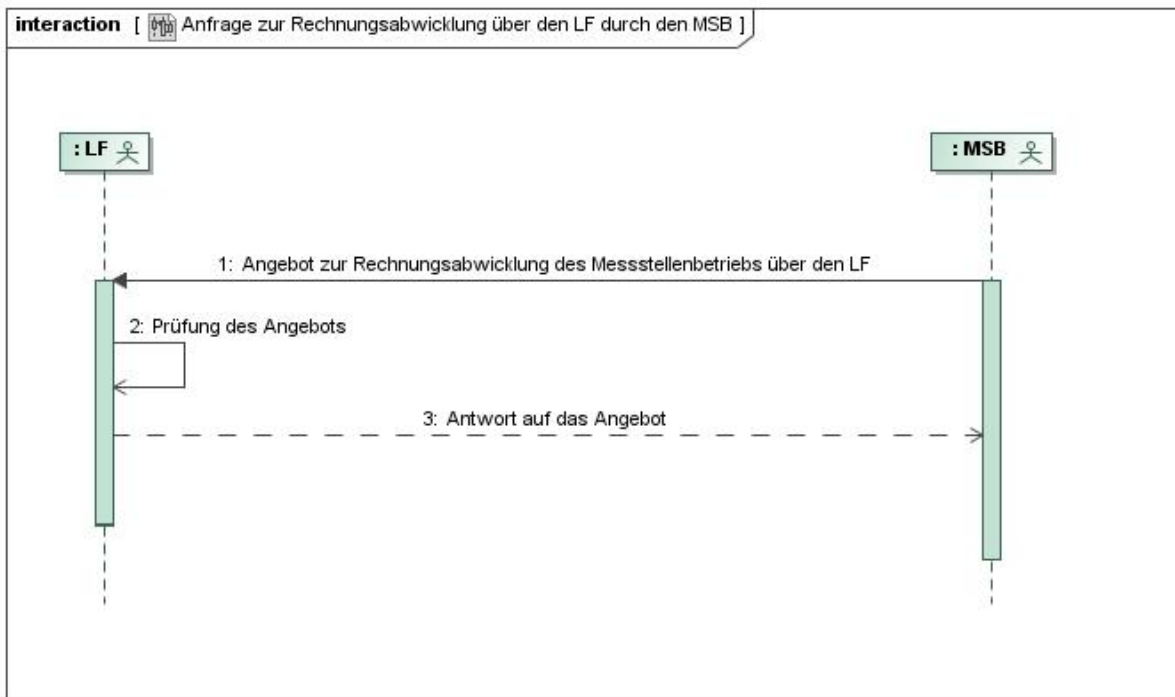 interaction [ Anfrage zur Rechnungsabwicklung über den LF durch den MSB ]
: LF
: MSB
1: Angebot zur Rechnungsabwicklung des Messstellenbetriebs über den LF
2: Prüfung des Angebots
3: Antwort auf das Angebot